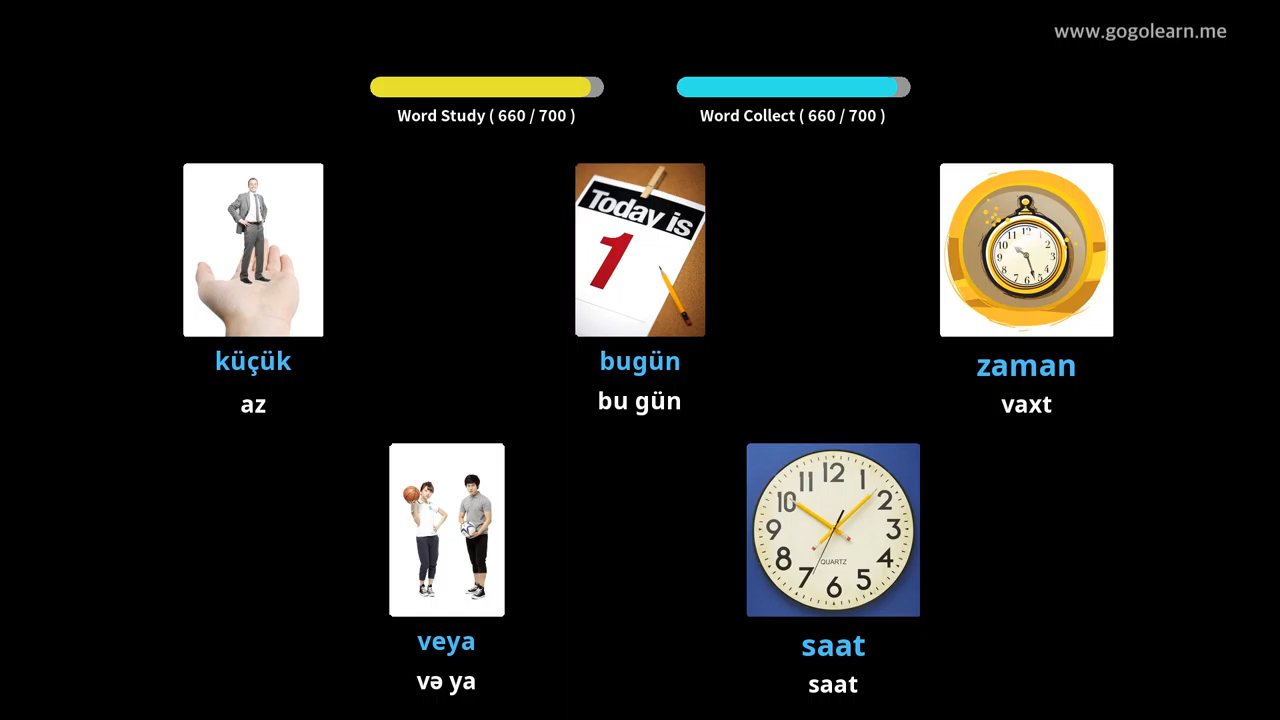 www.gogolearn.me
Word Study ( 660 / 700 )
Word Collect ( 660 / 700 )
Today is
1
küçük
az
bugün
bu gün
zaman
vaxt
QUARTZ
veya
və ya
saat
saat